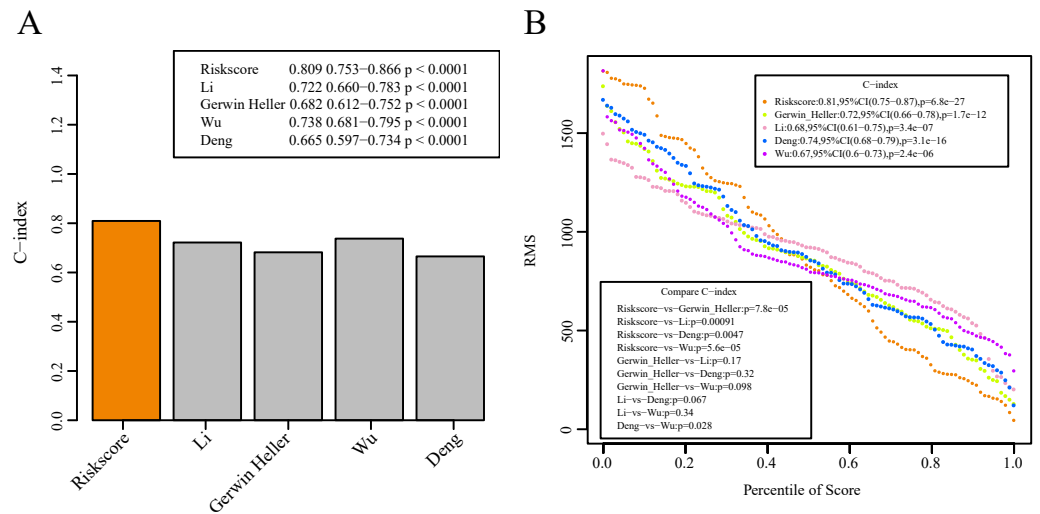 A
Riskscore 0.809 0.753−0.866 p < 0.0001
Li 0.722 0.660−0.783 p < 0.0001
Gerwin Heller 0.682 0.612−0.752 p < 0.0001
Wu 0.738 0.681−0.795 p < 0.0001
Deng 0.665 0.597−0.734 p < 0.0001
C−index
1.4
1.2
1.0
0.8
0.6
0.4
0.2
0.0
Riskscore
Li
Gerwin Heller
Wu
Deng
B
C−index
Riskscore:0.81,95%CI(0.75−0.87),p=6.8e−27
Gerwin_Heller:0.72,95%CI(0.66−0.78),p=1.7e−12
Li:0.68,95%CI(0.61−0.75),p=3.4e−07
Deng:0.74,95%CI(0.68−0.79),p=3.1e−16
Wu:0.67,95%CI(0.6−0.73),p=2.4e−06
RMS
1500
1000
500
0
Compare C−index
Riskscore−vs−Gerwin_Heller:p=7.8e−05
Riskscore−vs−Li:p=0.00091
Riskscore−vs−Deng:p=0.0047
Riskscore−vs−Wu:p=5.6e−05
Gerwin_Heller−vs−Li:p=0.17
Gerwin_Heller−vs−Deng:p=0.32
Gerwin_Heller−vs−Wu:p=0.098
Li−vs−Deng:p=0.067
Li−vs−Wu:p=0.34
Deng−vs−Wu:p=0.028
0.0 0.2 0.4 0.6 0.8 1.0
Percentile of Score